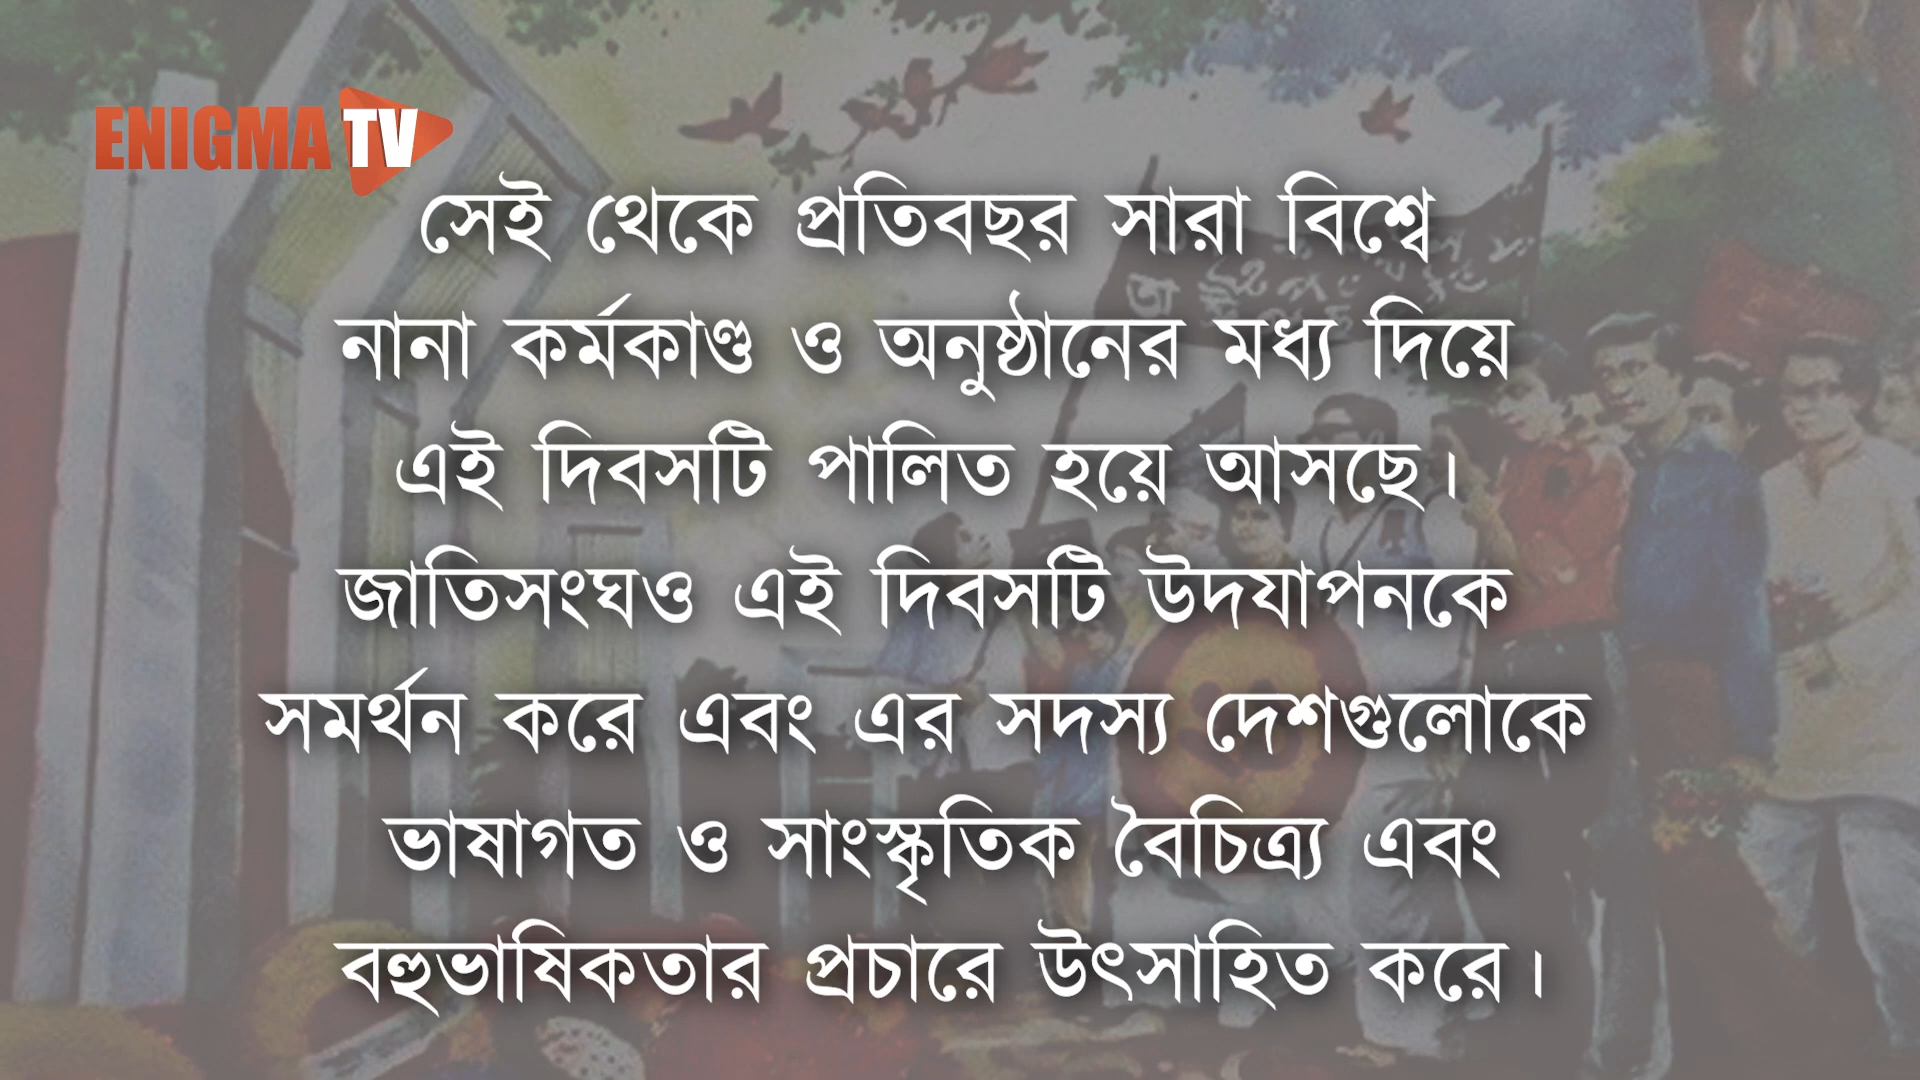 ENIGMA TV
সেই থেকে প্রতিবছর সারা বিশ্বে
নানা কর্মকাণ্ড ও অনুষ্ঠানের মধ্য দিয়ে
এই দিবসটি পালিত হয়ে আসছে।
জাতিসংঘও এই দিবসটি উদযাপনকে
সমর্থন করে এবং এর সদস্য দেশগুলোকে
ভাষাগত ও সাংস্কৃতিক বৈচিত্র্য এবং
বহুভাষিকতার প্রচারে উৎসাহিত করে।